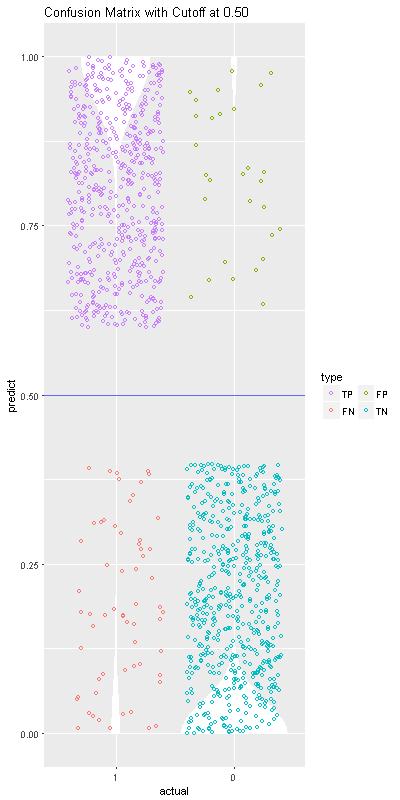 Confusion Matrix with Cutoff at 0.50
1.00
0.75
predict
0.50
0.25
0.00
1
0
actual
type
TP
FP
FN
TN